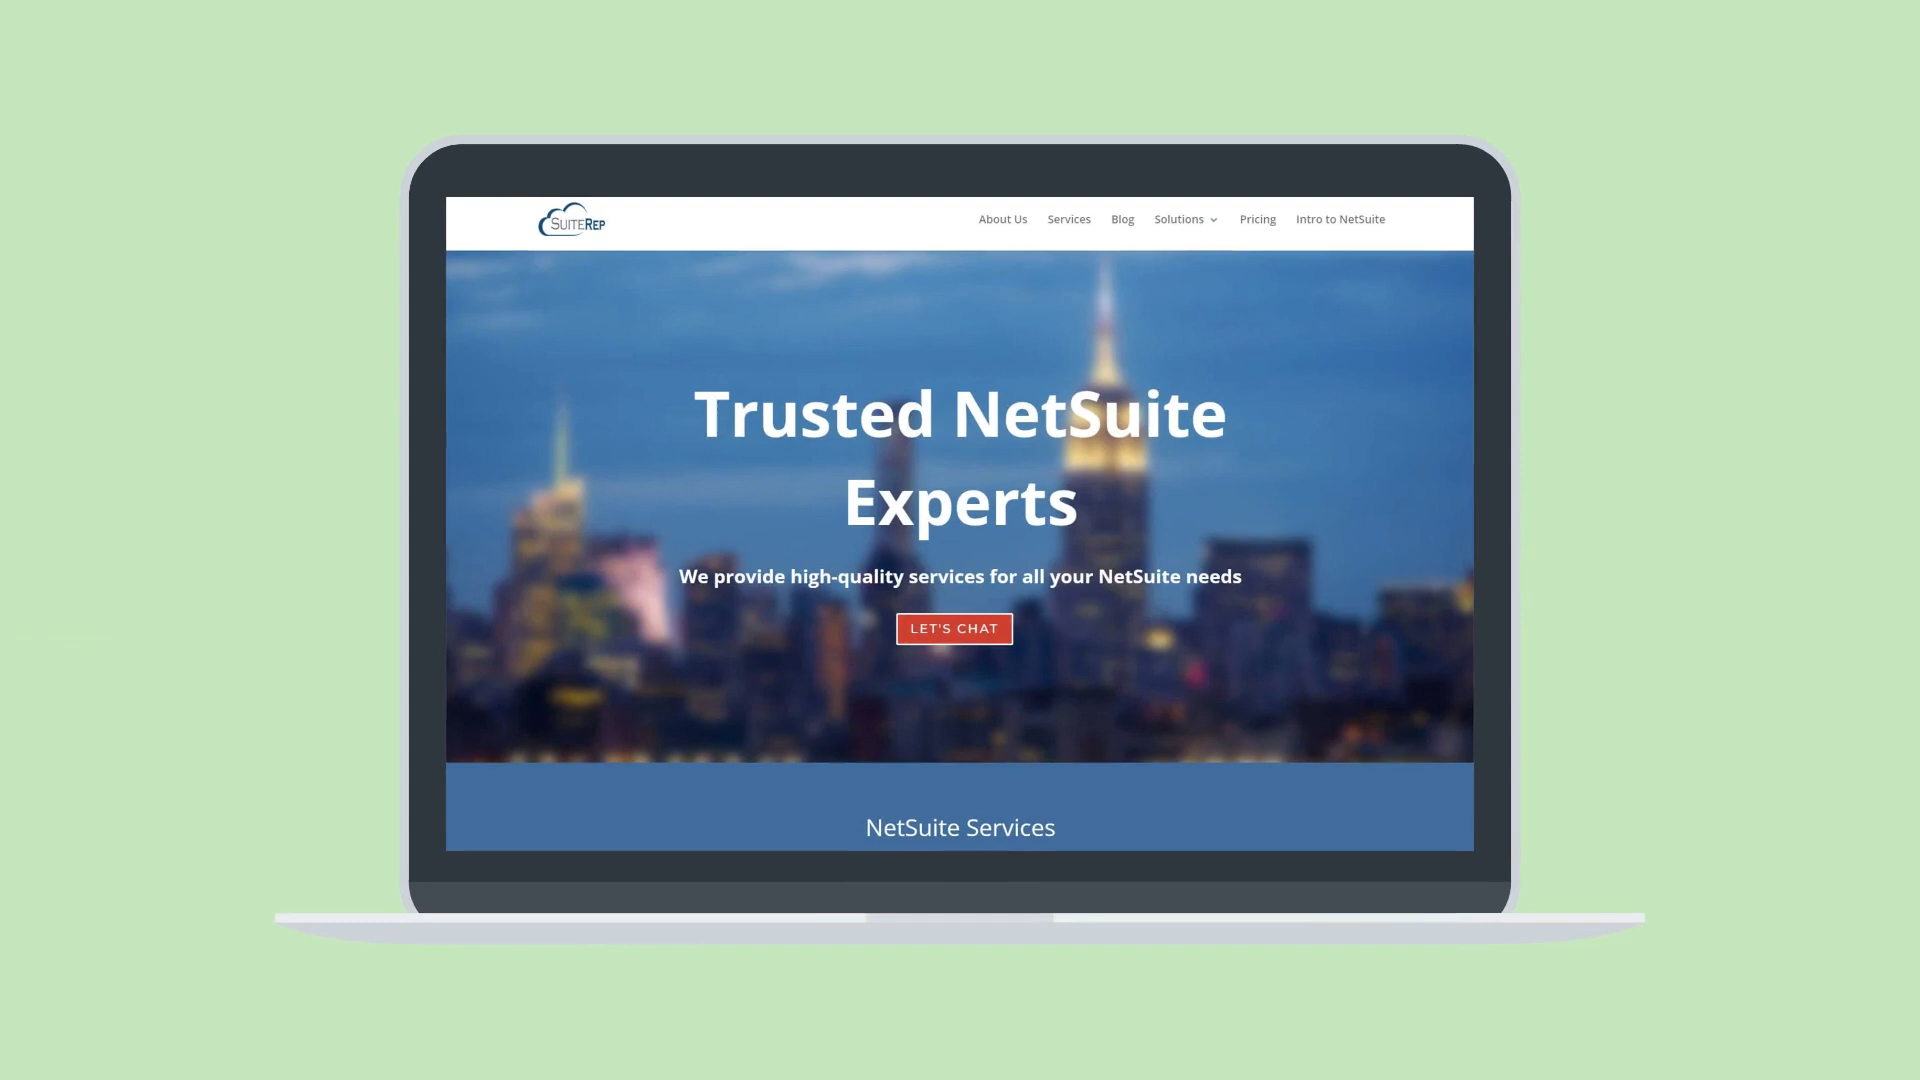 SUITEREP
About Us Services Blog Solutions Pricing Intro to NetSuite
Trusted NetSuite
Experts
We provide high-quality services for all your NetSuite needs
LET'S CHAT
NetSuite Services